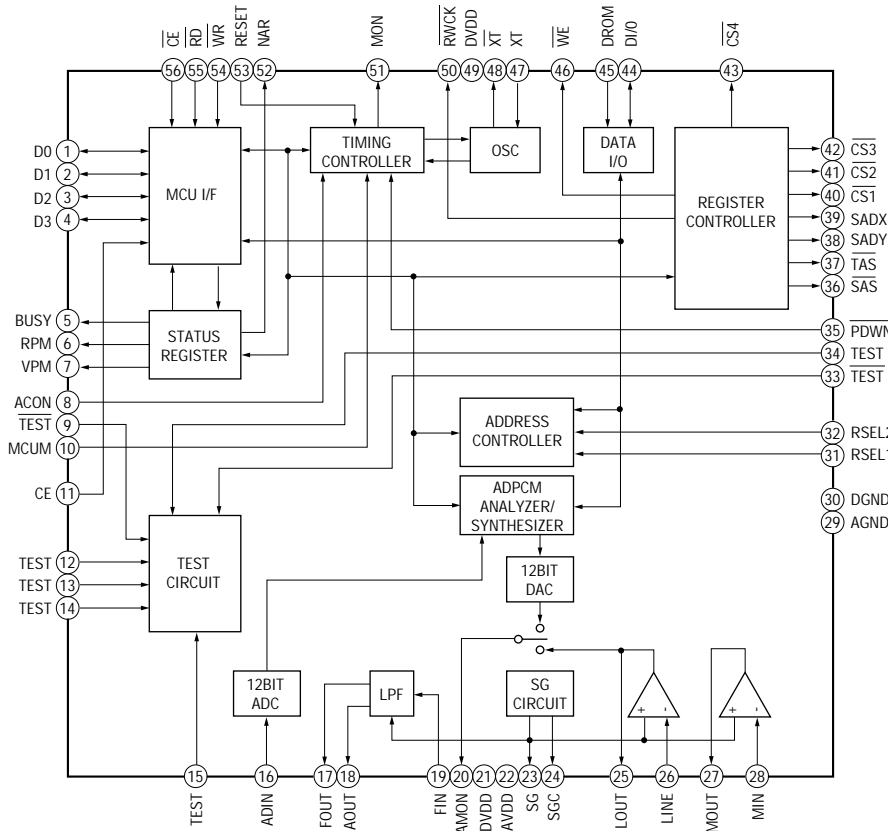 CE
RD
WR
RESET
NAR
MON
RWCK
DVDD
XT
XT
WE
DROM
DI/0
CS4
56
55
54
53
52
51
50
49
48
47
46
45
44
43
D0 1
D1 2
D2 3
D3 4
MCU I/F
TIMING
CONTROLLER
OSC
DATA
I/O
REGISTER
CONTROLLER
42 CS3
41 CS2
40 CS1
39 SADX
38 SADY
37 TAS
36 SAS
BUSY 5
RPM 6
VPM 7
STATUS
REGISTER
35 PDWN
34 TEST
33 TEST
ACON 8
TEST 9
MCUM 10
CE 11
ADDRESS
CONTROLLER
32 RSEL2
31 RSEL1
ADPCM
ANALYZER/
SYNTHESIZER
30 DGND
29 AGND
TEST 12
TEST 13
TEST 14
TEST
CIRCUIT
12BIT
DAC
12BIT
ADC
LPF
SG
CIRCUIT
+ -
+ -
15
16
17
18
19
20
21
22
23
24
25
26
27
28
TEST
ADIN
FOUT
AOUT
FIN
AMON
DVDD
AVDD
SG
SGC
LOUT
LINE
MOUT
MIN